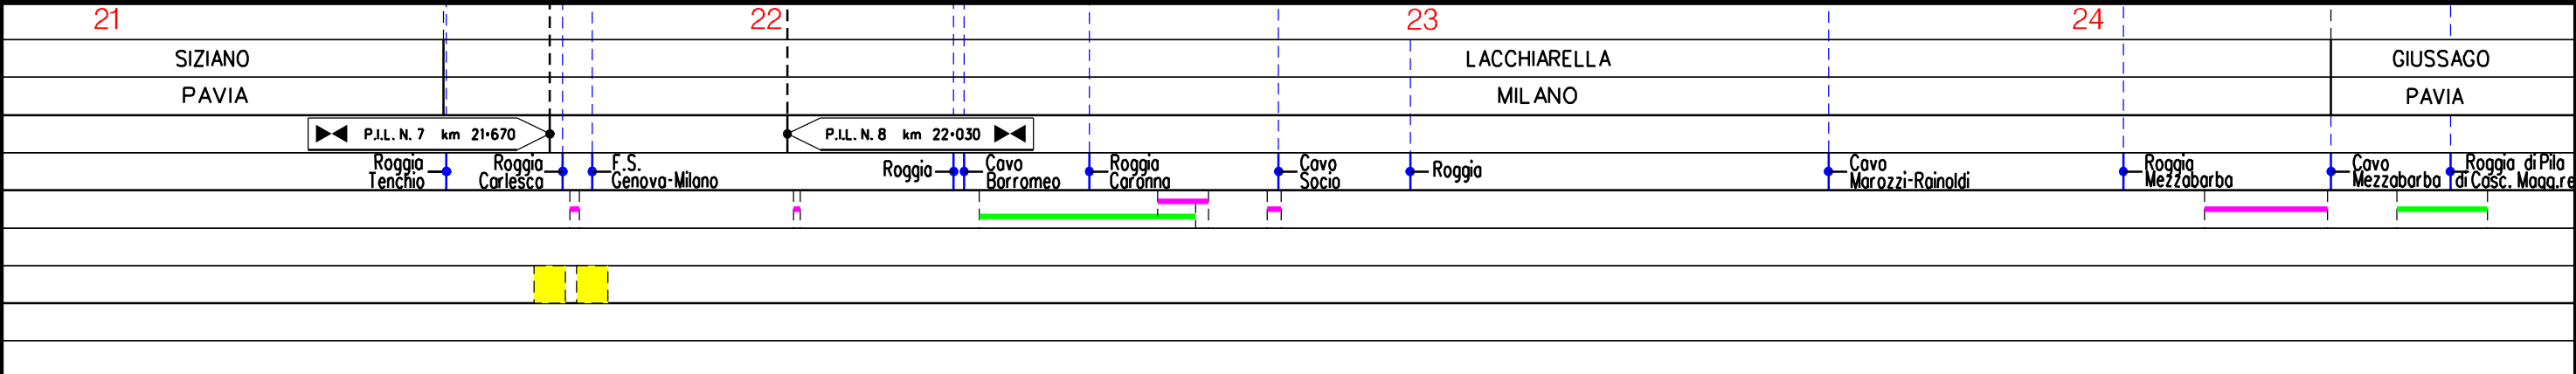 21 22 23 24
SIZIANO LACCHIARELLA GIUSSAGO
PAVIA MILANO PAVIA
P.I.L. N. 7 km 21+670 P.I.L. N. 8 km 22+030
Roggia Roggia F.S. Roggia Cavo Roggia Cavo Roggia Cavo Roggia Cavo Roggia di Pila
Tenchio Carlesca Genova-Milano Borromeo Caranna Socio Marozzi-Rainoldi Mezzabarba Mezzabarba di Casc. Magg.re